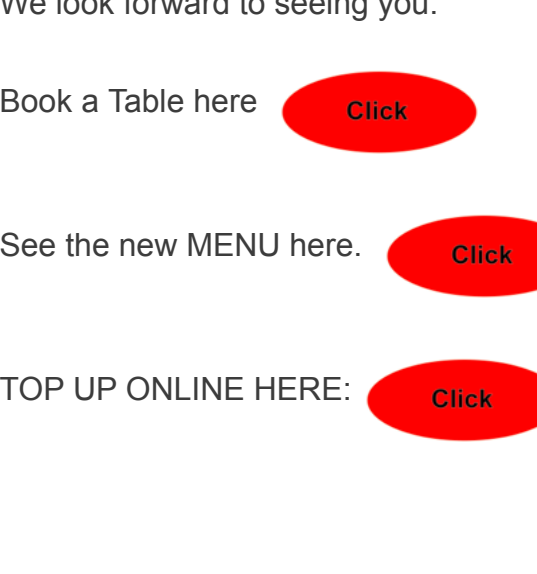 We look forward to seeing you.
Book a Table here Click
See the new MENU here. Click
TOP UP ONLINE HERE: Click